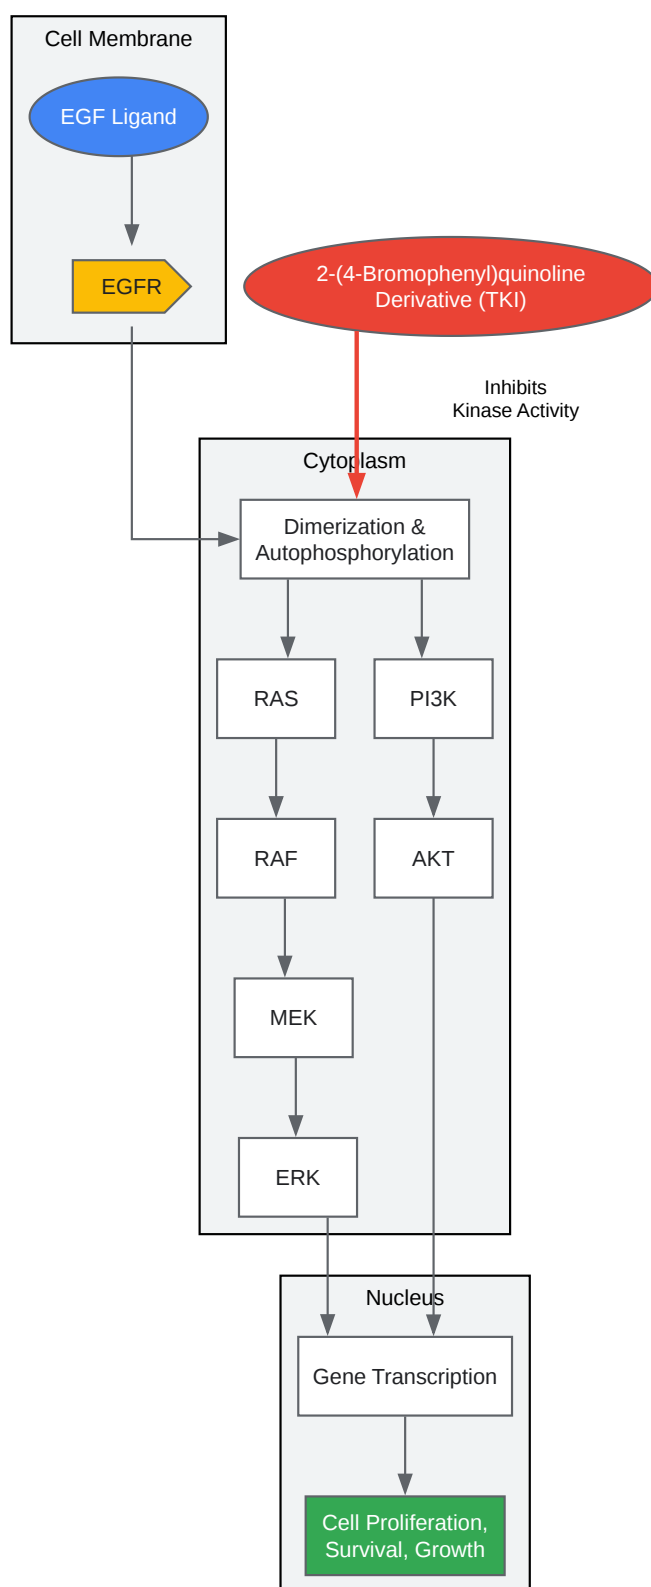 Cell Membrane
EGF Ligand
EGFR
2-(4-Bromophenyl)quinoline
Derivative (TKI)
Inhibits
Kinase Activity
Cytoplasm
Dimerization &
Autophosphorylation
RAS
PI3K
RAF
AKT
MEK
ERK
Nucleus
Gene Transcription
Cell Proliferation,
Survival, Growth